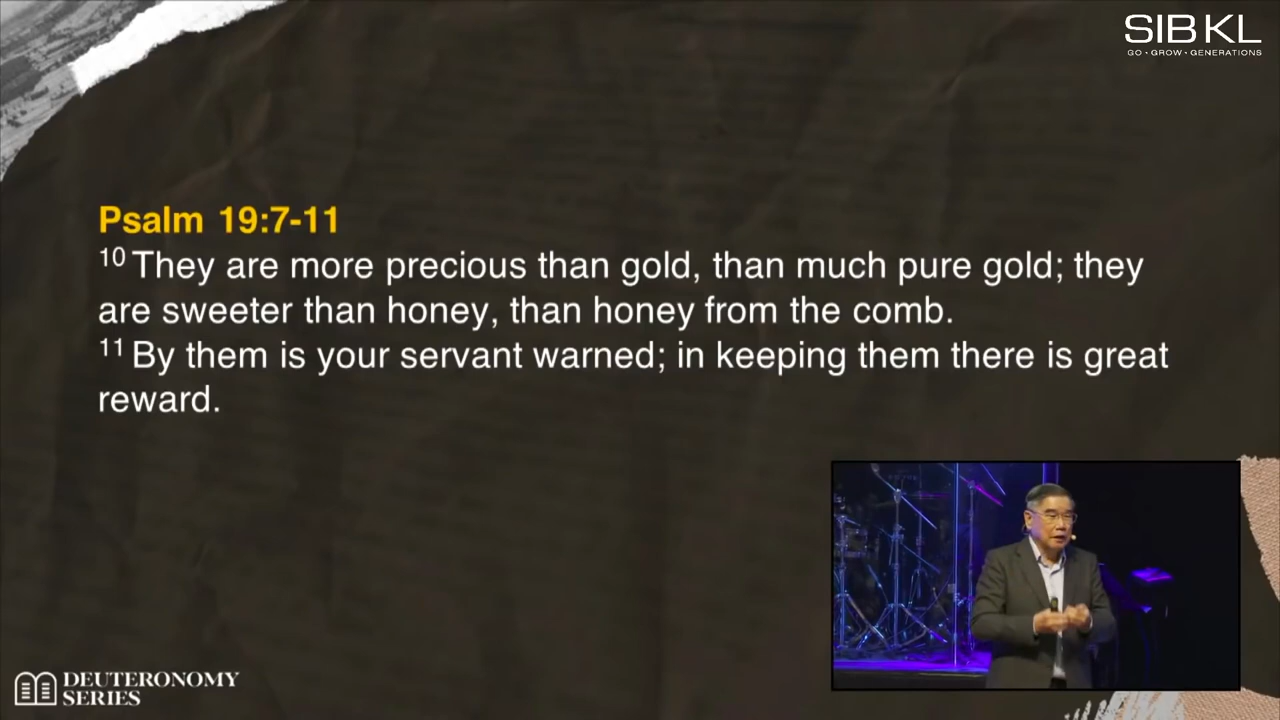 SIBKL
GO • GROW • GENERATIONS
Psalm 19:7-11
10 They are more precious than gold, than much pure gold; they
are sweeter than honey, than honey from the comb.
11 By them is your servant warned; in keeping them there is great
reward.
DEUTERONOMY
SERIES